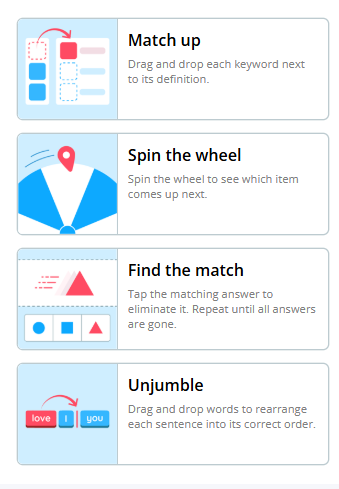 Match up
Drag and drop each keyword next
to its definition.
Spin the wheel
Spin the wheel to see which item
comes up next.
Find the match
Tap the matching answer to
eliminate it. Repeat until all answers
are gone.
Unjumble
love I you
Drag and drop words to rearrange
each sentence into its correct order.